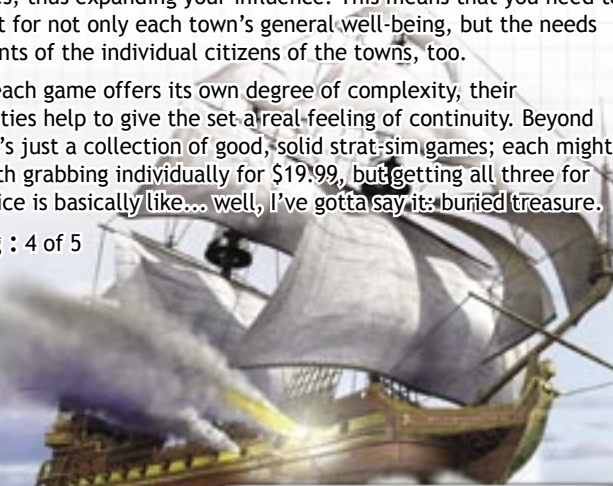 es, thus expanding your influence. This means that you need to
t for not only each town's general well-being, but the needs
nts of the individual citizens of the towns, too.
each game offers its own degree of complexity, their
ties help to give the set a real feeling of continuity. Beyond
's just a collection of good, solid strat-sim games; each might
th grabbing individually for $19.99, but getting all three for
ice is basically like... well, I've gotta say it: buried treasure.
: 4 of 5